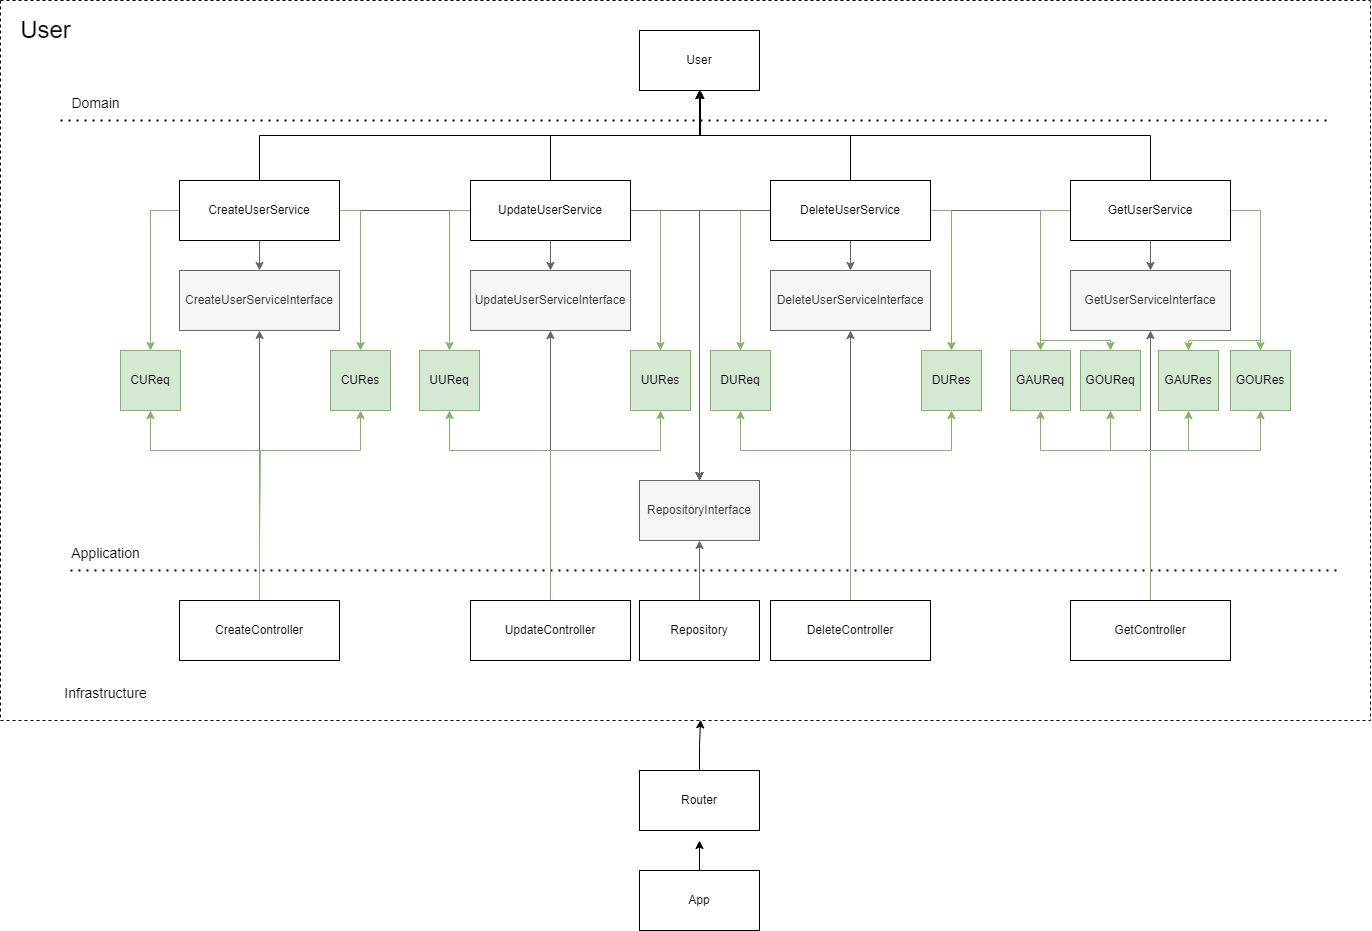 User
User
Domain
CreateUserService
UpdateUserService
DeleteUserService
GetUserService
CreateUserServiceInterface
UpdateUserServiceInterface
DeleteUserServiceInterface
GetUserServiceInterface
CUReq
CURes
UUReq
UURes
DUReq
DURes
GAUReq
GOUReq
GAURes
GOURes
RepositoryInterface
Application
CreateController
UpdateController
Repository
DeleteController
GetController
Infrastructure
Router
App